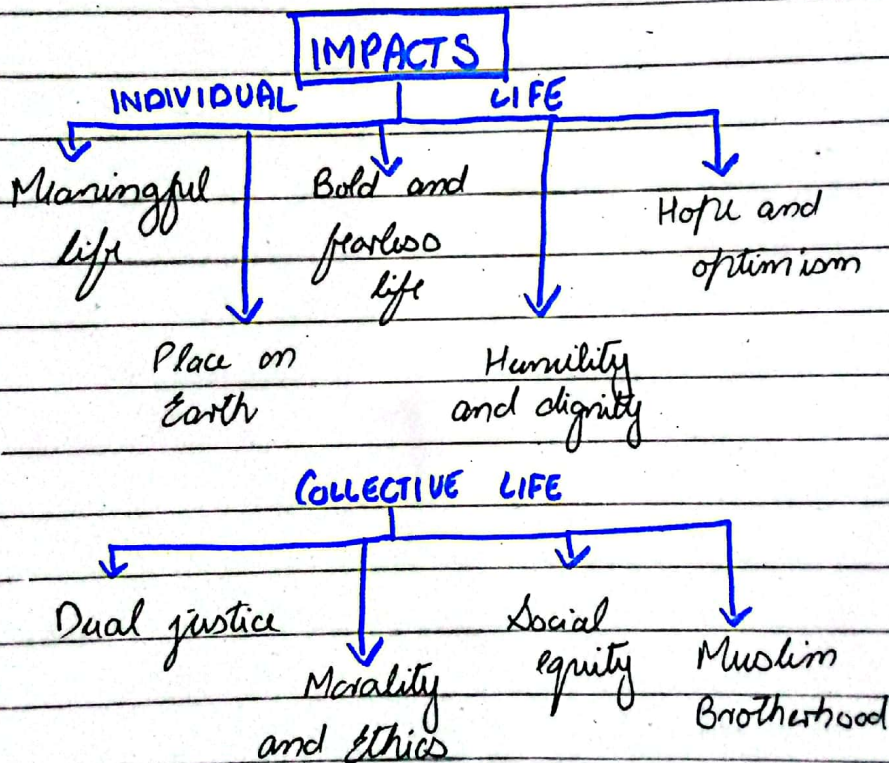 IMPACTS
INDIVIDUAL LIFE
Meaningful
life
Bold and
fearless
life
Hope and
optimism
Place on
Earth
Humility
and dignity
COLLECTIVE LIFE
Dual justice
Morality
and Ethics
Social
equity
Muslim
Brotherhood